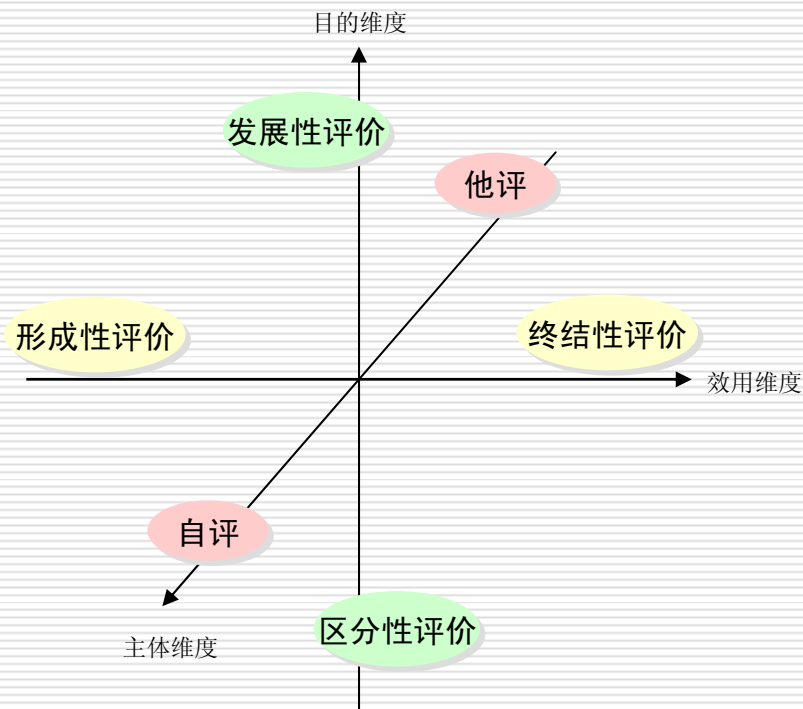 目的维度
发展性评价
他评
形成性评价
终结性评价
效用维度
自评
区分性评价
主体维度